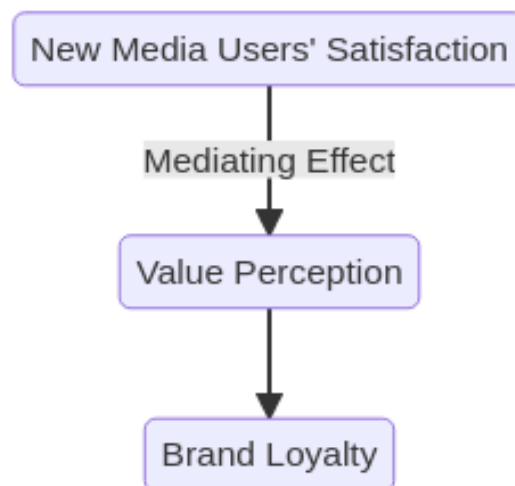 New Media Users' Satisfaction
Mediating Effect
Value Perception
Brand Loyalty